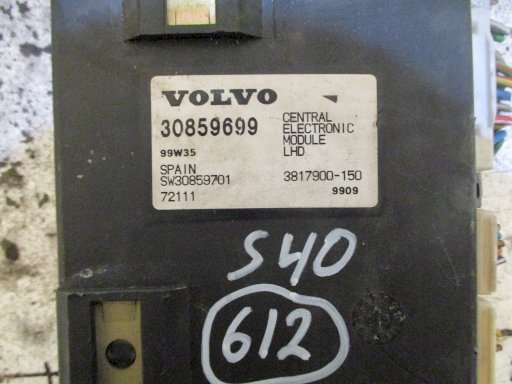 VOLVO
30859699
99W35
SPAIN
SW30859701
72111
CENTRAL
ELECTRONIC
MODULE
LHD
3817900-150
9909
S40
612